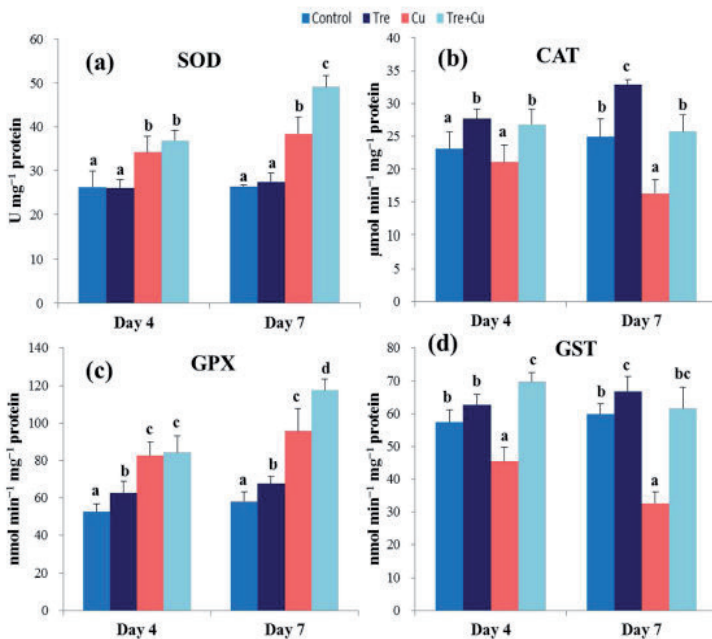 Control Tre Cu Tre+Cu
(a) SOD
60
50
40
30
20
10
0
U mg⁻¹ protein
a a b b
a a b c
Day 4 Day 7
(b) CAT
40
35
30
25
20
15
10
5
0
µmol min⁻¹ mg⁻¹ protein
a b a b
b c a b
Day 4 Day 7
(c) GPX
140
120
100
80
60
40
20
0
nmol min⁻¹ mg⁻¹ protein
a b c c
a b c d
Day 4 Day 7
(d) GST
80
70
60
50
40
30
20
10
0
nmol min⁻¹ mg⁻¹ protein
b b a c
b c a bc
Day 4 Day 7